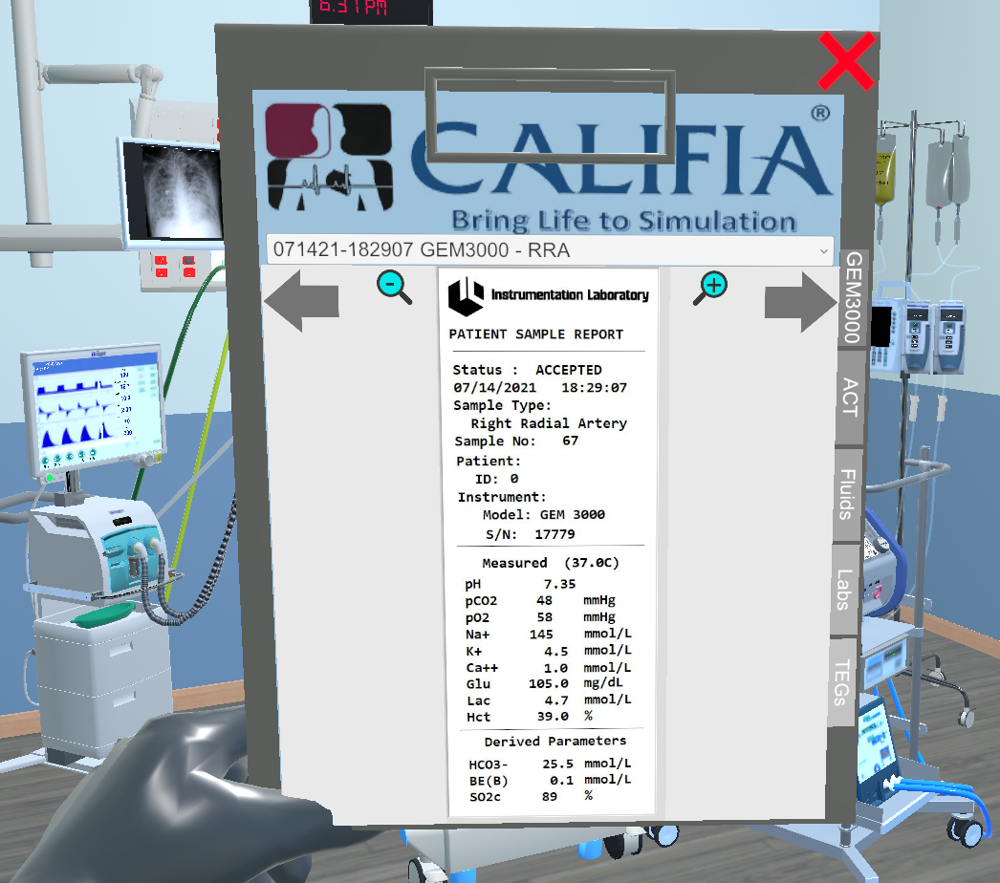 6:31PM
CALIFIA®
Bring Life to Simulation
071421-182907 GEM3000 - RRA
Instrumentation Laboratory
PATIENT SAMPLE REPORT
Status : ACCEPTED
07/14/2021 18:29:07
Sample Type:
Right Radial Artery
Sample No: 67
Patient:
ID: 0
Instrument:
Model: GEM 3000
S/N: 17779
Measured (37.0C)
pH 7.35
pCO2 48 mmHg
pO2 58 mmHg
Na+ 145 mmol/L
K+ 4.5 mmol/L
Ca++ 1.0 mmol/L
Glu 105.0 mg/dL
Lac 4.7 mmol/L
Hct 39.0 %
Derived Parameters
HCO3- 25.5 mmol/L
BE(B) 0.1 mmol/L
SO2c 89 %
GEM3000
ACT
Fluids
Labs
TEGs